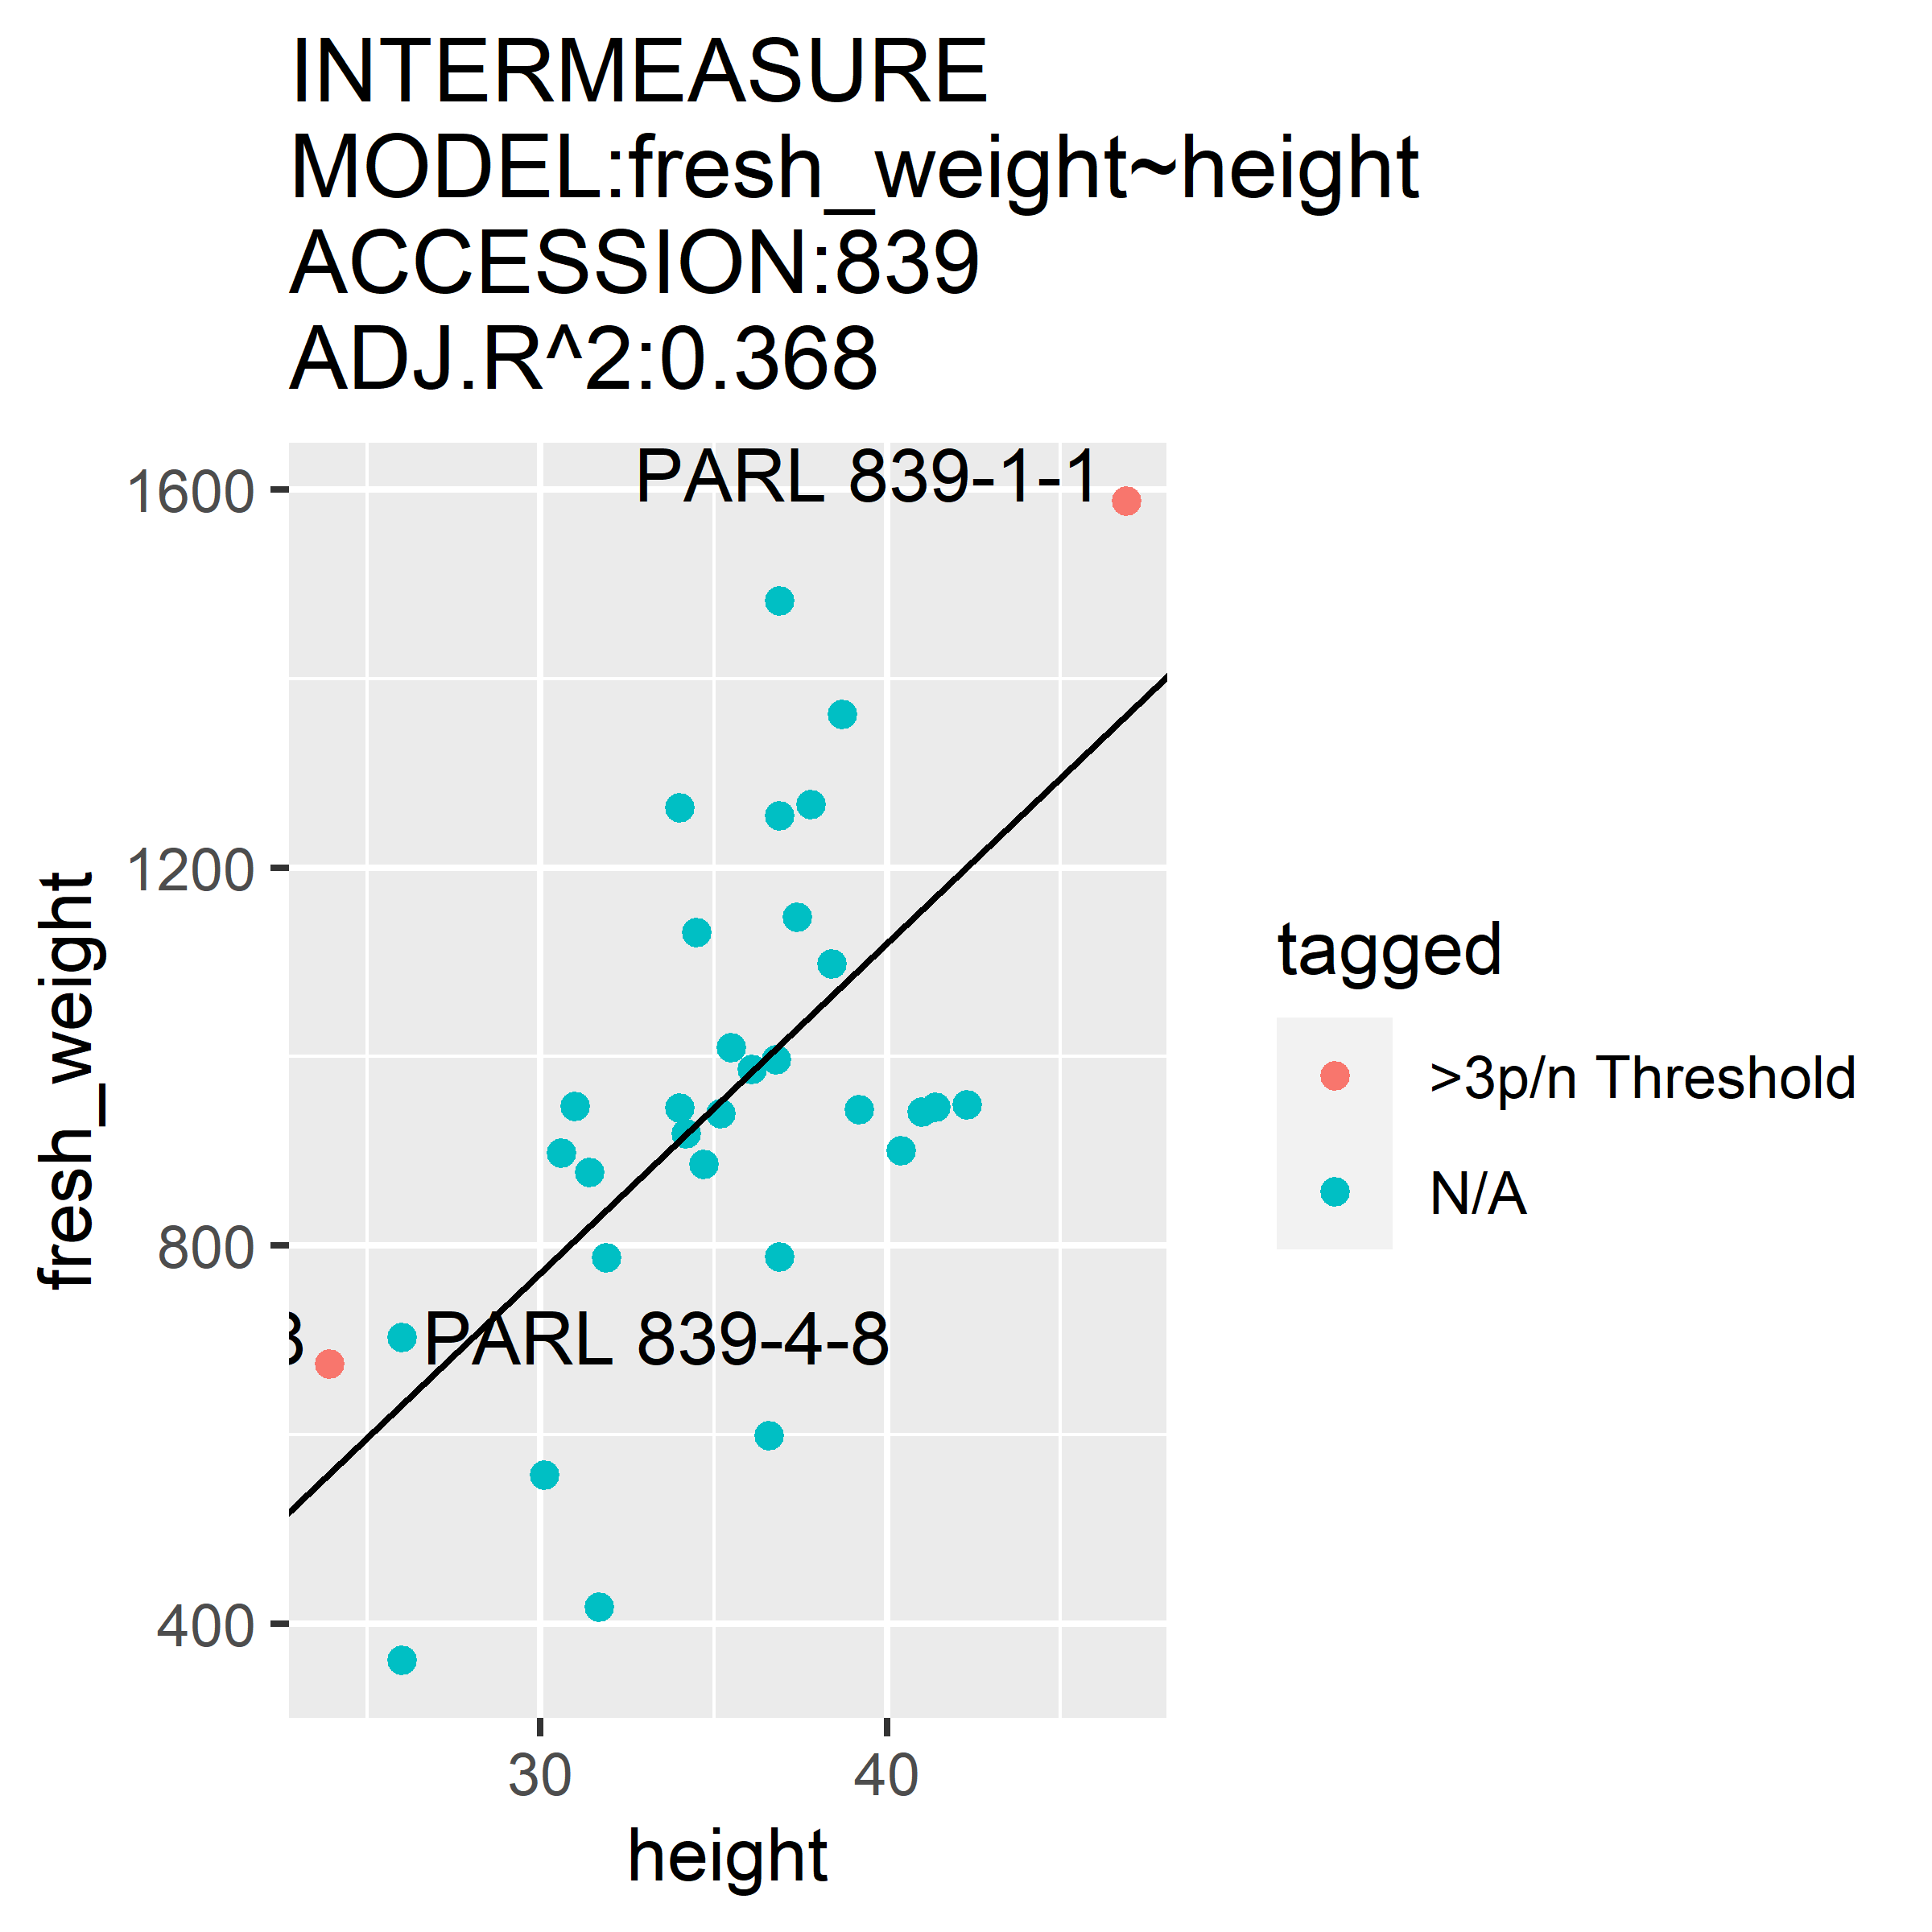 INTERMEASURE
MODEL:fresh_weight~height
ACCESSION:839
ADJ.R^2:0.368
PARL 839-1-1
1600
1200
800
400
fresh_weight
8 PARL 839-4-8
30 40
height
tagged
>3p/n Threshold
N/A